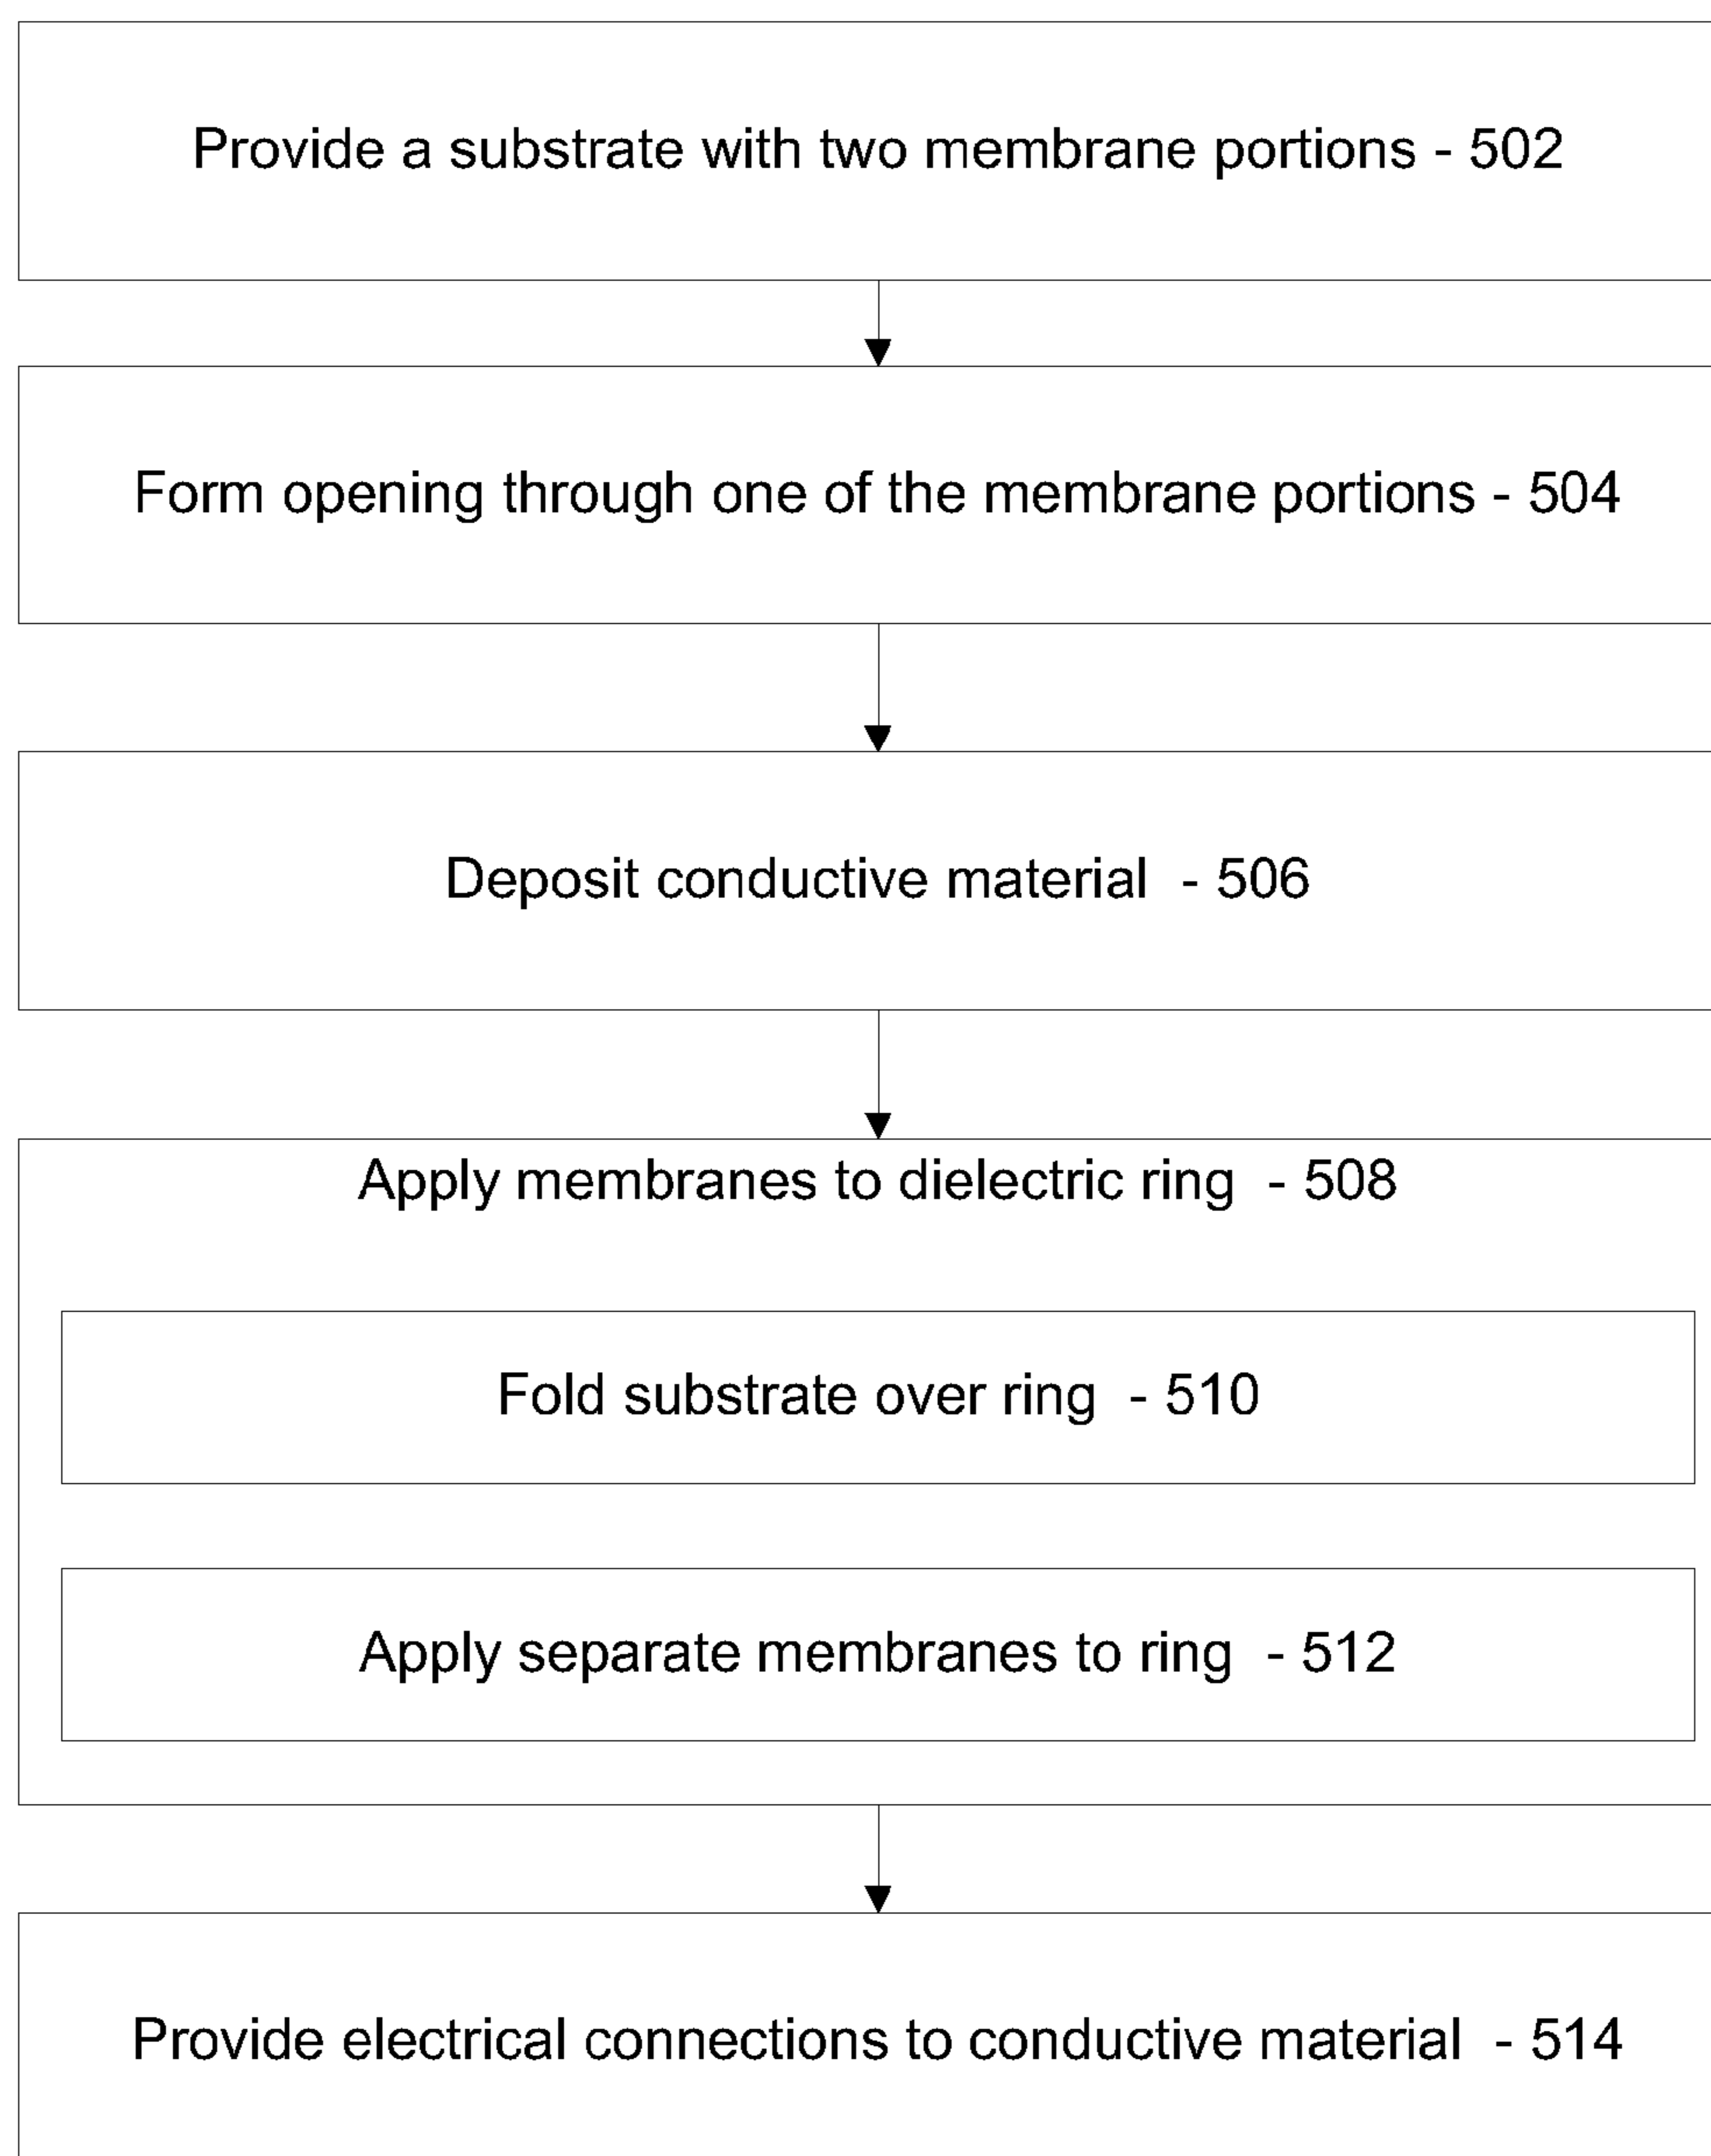 Provide a substrate with two membrane portions - 502
Form opening through one of the membrane portions - 504
Deposit conductive material - 506
Apply membranes to dielectric ring - 508
Fold substrate over ring - 510
Apply separate membranes to ring - 512
Provide electrical connections to conductive material - 514